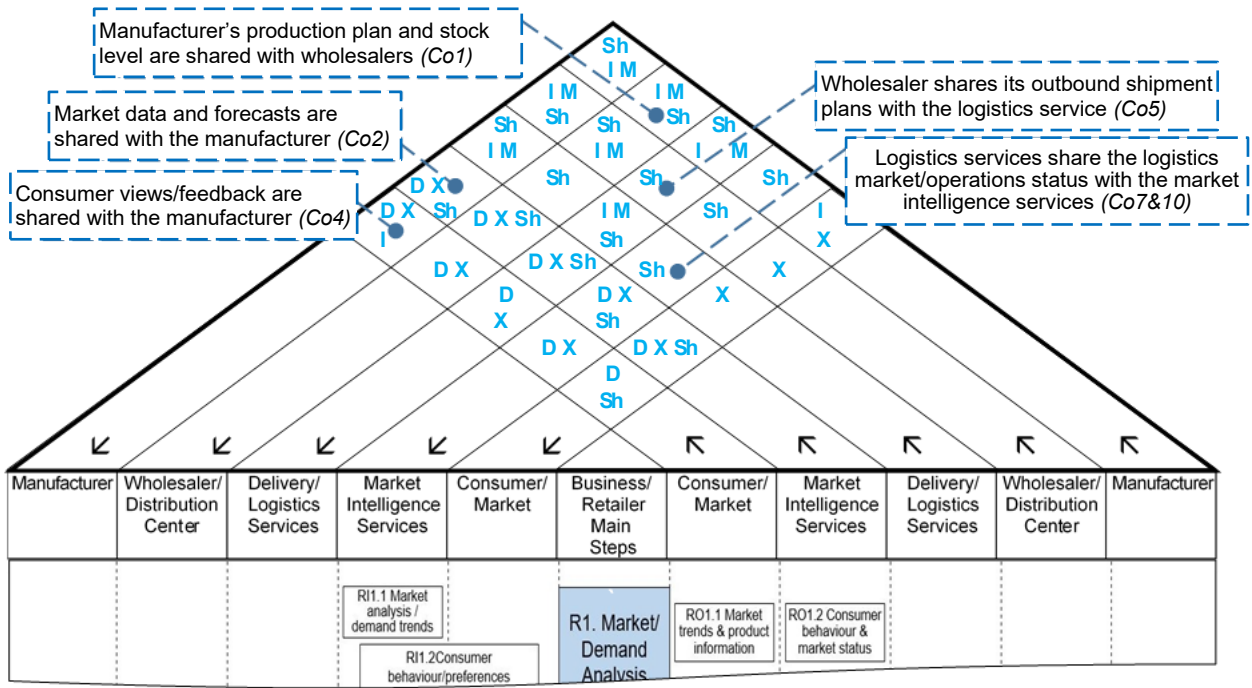 Manufacturer's production plan and stock
level are shared with wholesalers (Co1)
Market data and forecasts are
shared with the manufacturer (Co2)
Consumer views/feedback are
shared with the manufacturer (Co4)
Wholesaler shares its outbound shipment
plans with the logistics service (Co5)
Logistics services share the logistics
market/operations status with the market
intelligence services (Co7&10)
Sh
I M
I M
Sh
I M
Sh
Sh
I M
Sh
I M
Sh
I M
D X
Sh
Sh
Sh
Sh
D X
I
D X Sh
I M
Sh
Sh
I
X
D X
D X Sh
Sh
X
D
X
D X
Sh
X
D X
D X Sh
D
Sh
Manufacturer
Wholesaler/
Distribution
Center
Delivery/
Logistics
Services
Market
Intelligence
Services
Consumer/
Market
Business/
Retailer
Main
Steps
Consumer/
Market
Market
Intelligence
Services
Delivery/
Logistics
Services
Wholesaler/
Distribution
Center
Manufacturer
RI1.1 Market
analysis /
demand trends
RI1.2Consumer
behaviour/preferences
R1. Market/
Demand
Analysis
RO1.1 Market
trends & product
information
RO1.2 Consumer
behaviour &
market status